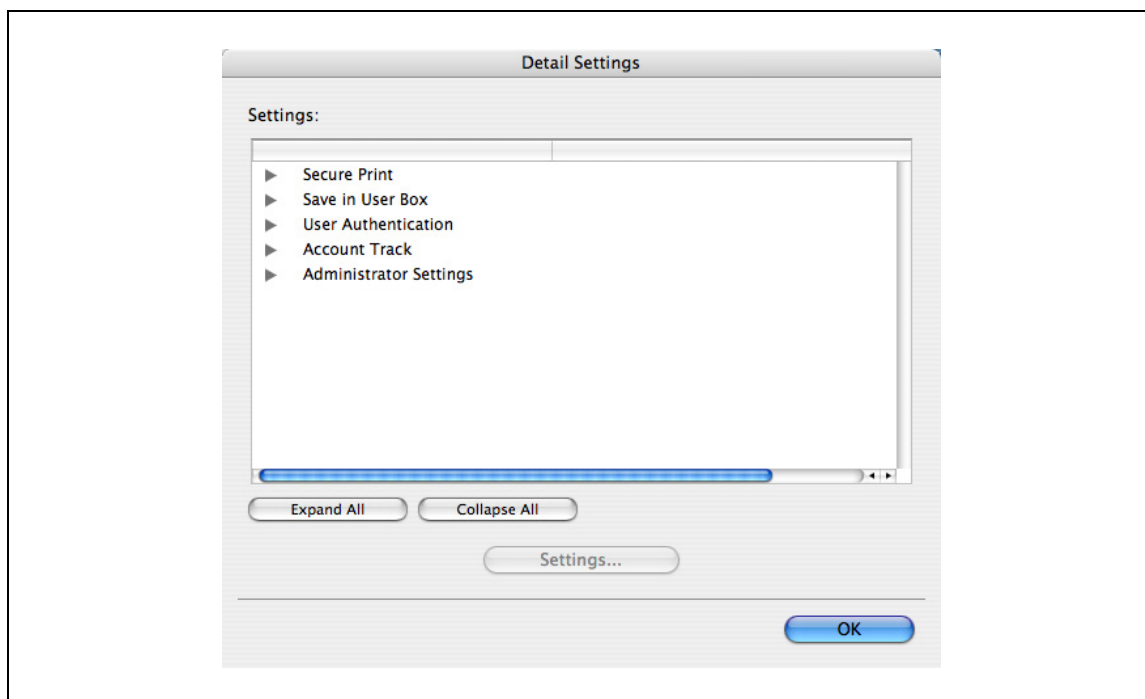 Detail Settings
Settings:
Secure Print
Save in User Box
User Authentication
Account Track
Administrator Settings
Expand All
Collapse All
Settings...
OK